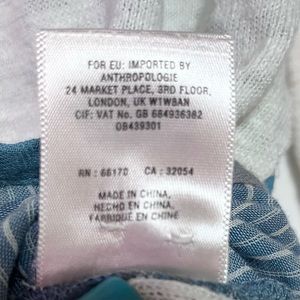 FOR EU: IMPORTED BY
ANTHROPOLOGIE
24 MARKET PLACE, 3RD FLOOR,
LONDON, UK W1W8AN
CIF: VAT No. GB 684936382
0B439301
RN : 66170 CA : 32054
MADE IN CHINA,
HECHO EN CHINA,
FABRIQUÉ EN CHINE